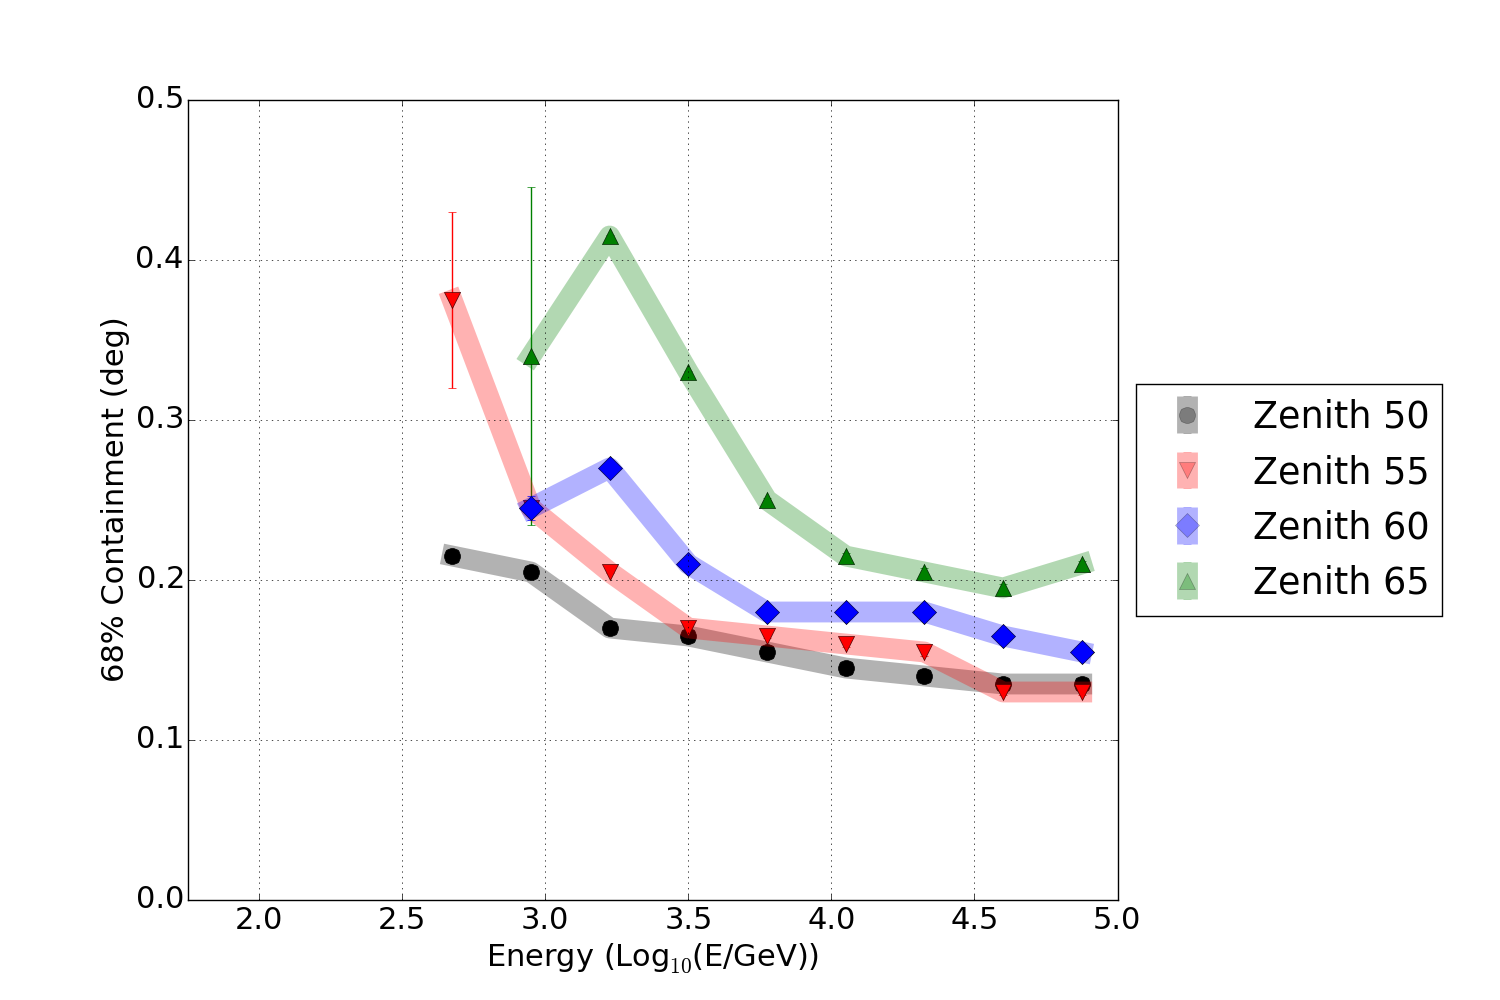 0.5
0.4
0.3
0.2
0.1
0.0
68% Containment (deg)
2.0 2.5 3.0 3.5 4.0 4.5 5.0
Energy (Log₁₀(E/GeV))
Zenith 50
Zenith 55
Zenith 60
Zenith 65